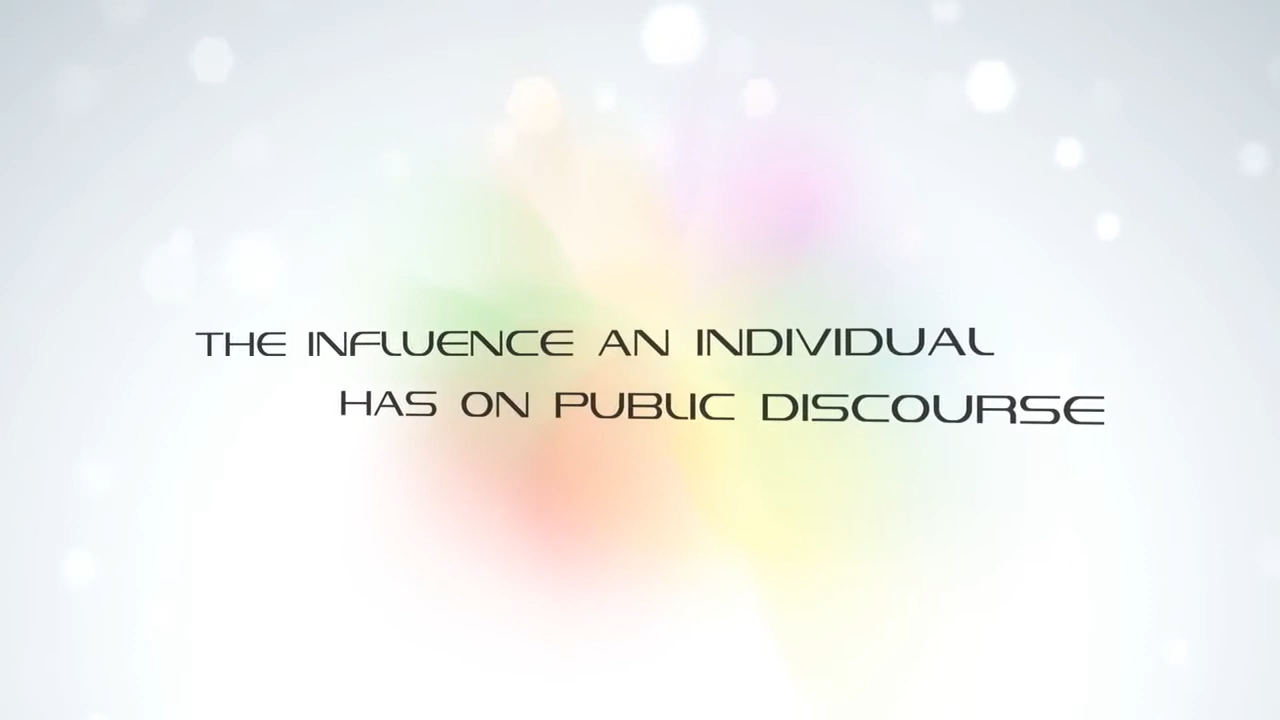 THE INFLUENCE AN INDIVIDUAL
HAS ON PUBLIC DISCOURSE